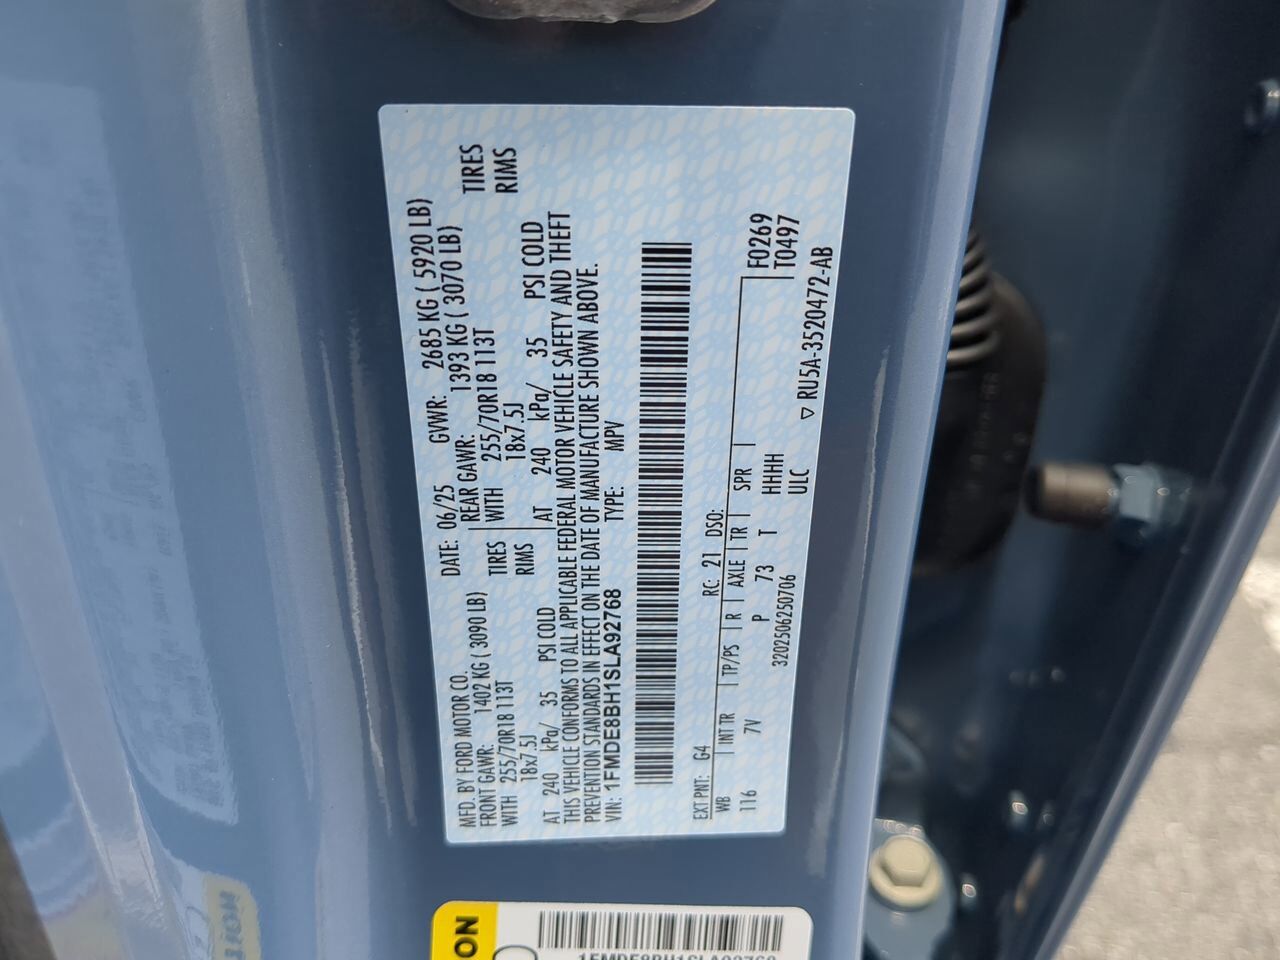 MFD. BY FORD MOTOR CO.
DATE: 06/25 GVWR: 2685 KG ( 5920 LB)
FRONT GAWR: 1402 KG ( 3090 LB)
REAR GAWR: 1393 KG ( 3070 LB)
WITH 255/70R18 113T TIRES
WITH 255/70R18 113T TIRES
18x7.5J RIMS
18x7.5J RIMS
AT 240 kPa/ 35 PSI COLD
AT 240 kPa/ 35 PSI COLD
THIS VEHICLE CONFORMS TO ALL APPLICABLE FEDERAL MOTOR VEHICLE SAFETY AND THEFT
PREVENTION STANDARDS IN EFFECT ON THE DATE OF MANUFACTURE SHOWN ABOVE.
VIN: 1FMDE8BH1SLA92768 TYPE: MPV
EXT PNT: G4 RC: 21 DSO:
WB INT TR TP/PS R AXLE TR SPR F0269
116 7V P 73 T HHHH T0497
3202506250706 ULC
▽ RU5A-3520472-AB